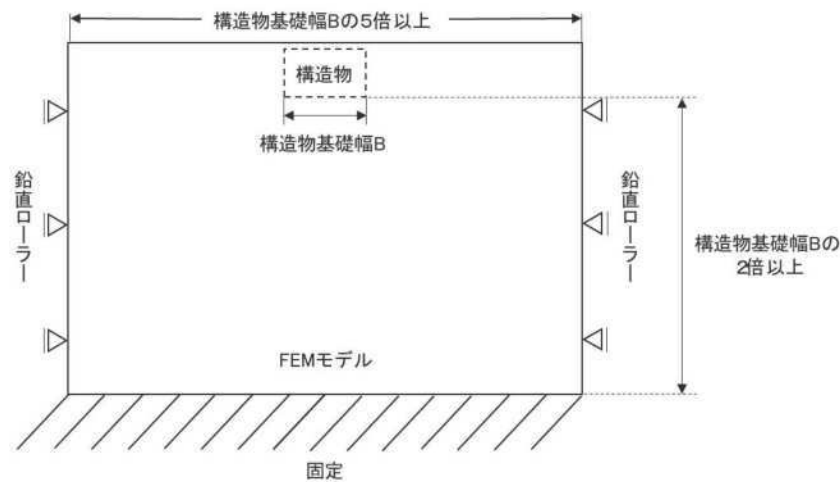 構造物基礎幅Bの5倍以上
構造物
構造物基礎幅B
鉛直ローラー
鉛直ローラー
構造物基礎幅Bの
2倍以上
FEMモデル
固定